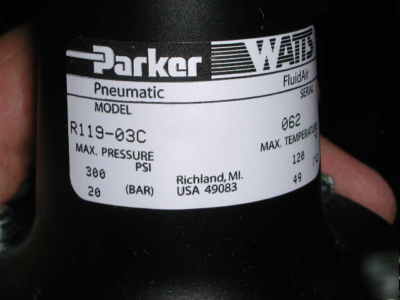 Parker WATTS
Pneumatic FluidAir
MODEL SERIAL
R119-03C 062
MAX. PRESSURE MAX. TEMPERATURE
300 PSI 120
20 (BAR) 49
Richland, MI.
USA 49083